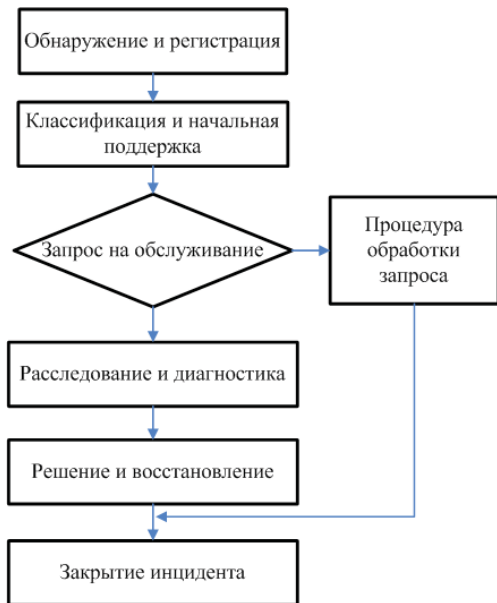 Обнаружение и регистрация
Классификация и начальная
поддержка
Запрос на обслуживание
Процедура
обработки
запроса
Расследование и диагностика
Решение и восстановление
Закрытие инцидента